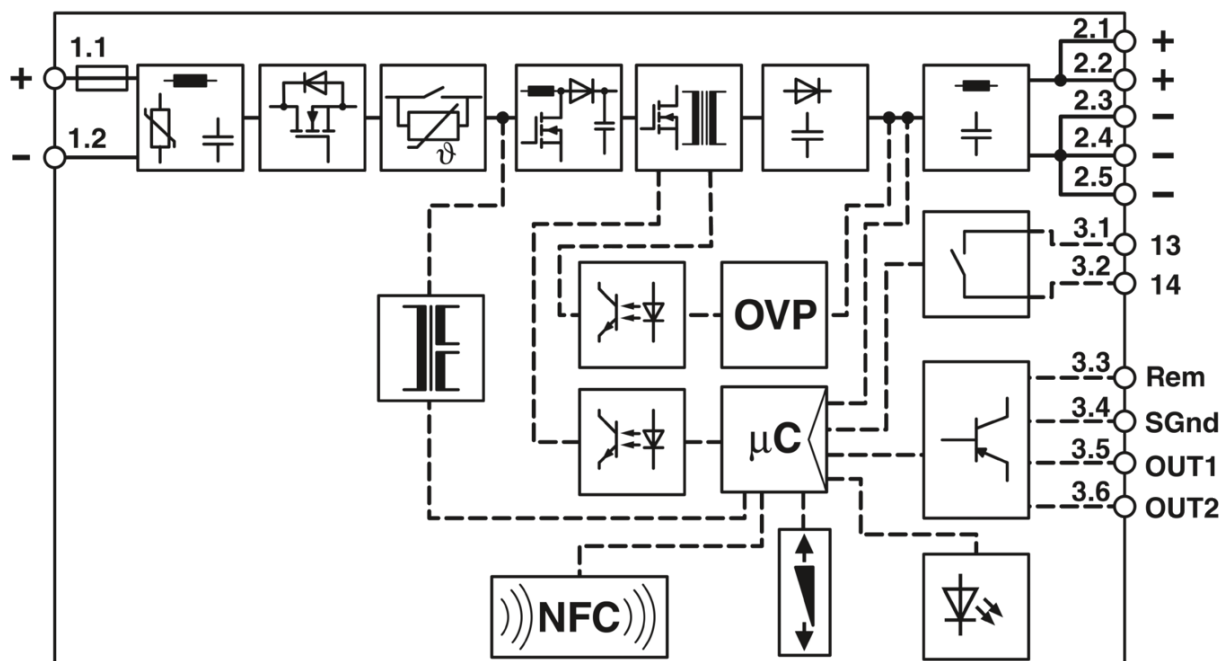 1.1
+
1.2
-
ϑ
2.1 +
2.2 +
2.3 -
2.4 -
2.5 -
3.1 13
3.2 14
OVP
3.3 Rem
3.4 SGnd
µC
3.5 OUT1
3.6 OUT2
NFC